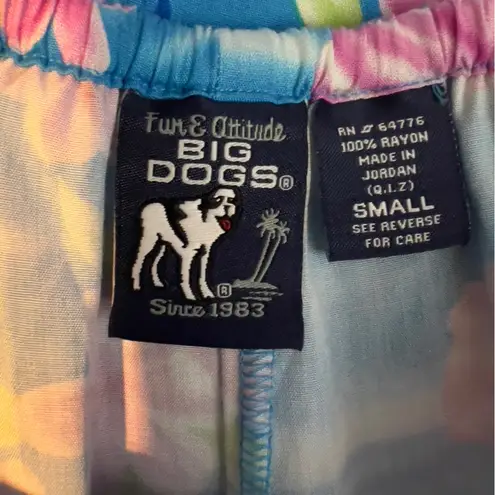 Fun & Attitude
BIG
DOGS®
®
Since 1983
RN # 64776
100% RAYON
MADE IN
JORDAN
(Q.I.Z)
SMALL
SEE REVERSE
FOR CARE